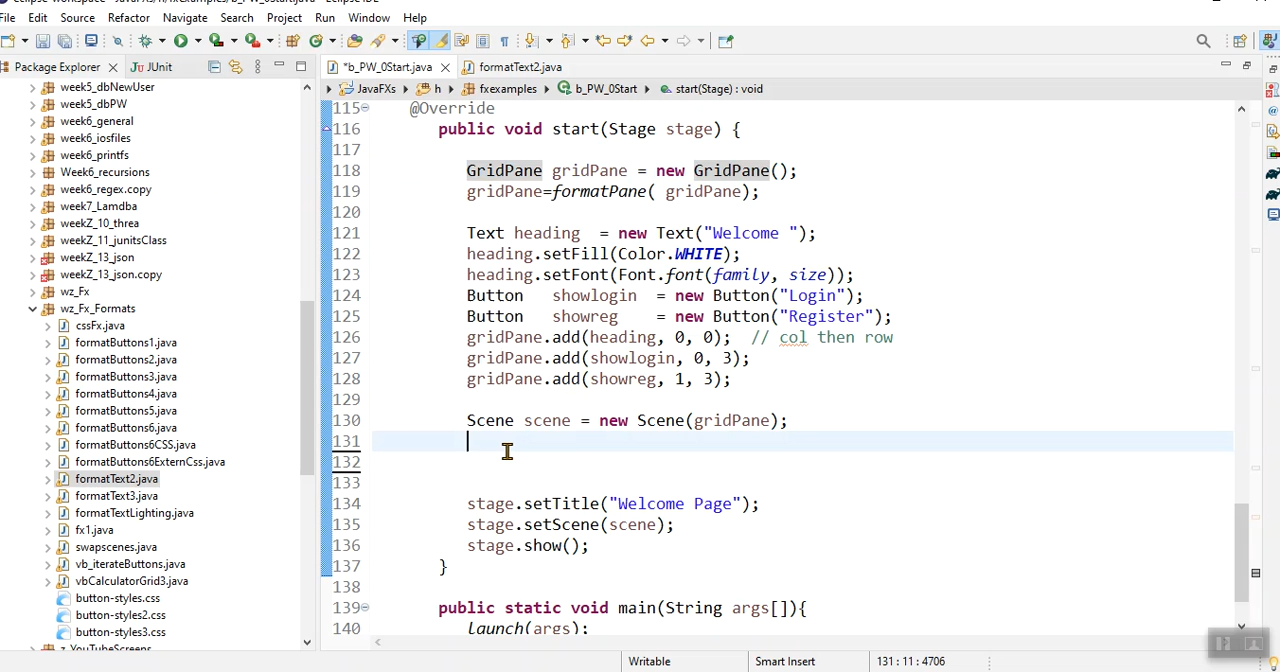 File Edit Source Refactor Navigate Search Project Run Window Help
Package Explorer JUnit
*b_PW_0Start.java formatText2.java
JavaFXs h fxexamples b_PW_0Start start(Stage) : void
week5_dbNewUser
week5_dbPW
week6_general
week6_iosfiles
week6_printfs
Week6_recursions
week6_regex.copy
week7_Lamdba
weekZ_10_threa
weekZ_11_junitsClass
weekZ_13_json
weekZ_13_json.copy
wz_Fx
wz_Fx_Formats
cssFx.java
formatButtons1.java
formatButtons2.java
formatButtons3.java
formatButtons4.java
formatButtons5.java
formatButtons6.java
formatButtons6CSS.java
formatButtons6ExternCss.java
formatText2.java
formatText3.java
formatTextLighting.java
fx1.java
swapscenes.java
vb_iterateButtons.java
vbCalculatorGrid3.java
button-styles.css
button-styles2.css
button-styles3.css
115 @Override
116 public void start(Stage stage) {
117
118 GridPane gridPane = new GridPane();
119 gridPane=formatPane( gridPane);
120
121 Text heading  = new Text("Welcome ");
122 heading.setFill(Color.WHITE);
123 heading.setFont(Font.font(family, size));
124 Button  showlogin  = new Button("Login");
125 Button  showreg   = new Button("Register");
126 gridPane.add(heading, 0, 0);  // col then row
127 gridPane.add(showlogin, 0, 3);
128 gridPane.add(showreg, 1, 3);
129
130 Scene scene = new Scene(gridPane);
131
132
133
134 stage.setTitle("Welcome Page");
135 stage.setScene(scene);
136 stage.show();
137 }
138
139 public static void main(String args[]){
140 launch(args);
Writable Smart Insert 131 : 11 : 4706